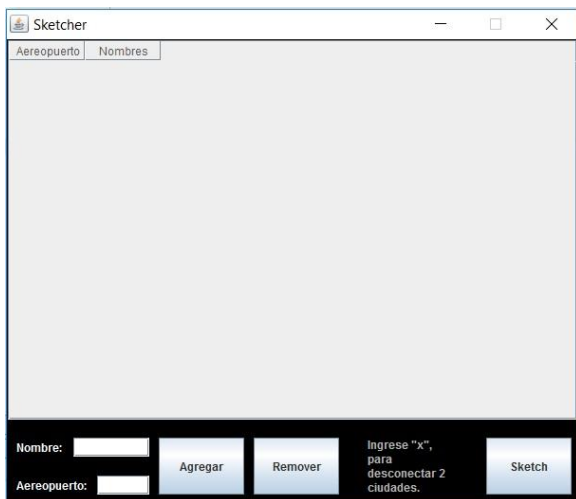 Sketcher
Aereopuerto Nombres
Nombre:
Aereopuerto:
Agregar
Remover
Ingrese "x",
para
desconectar 2
ciudades.
Sketch